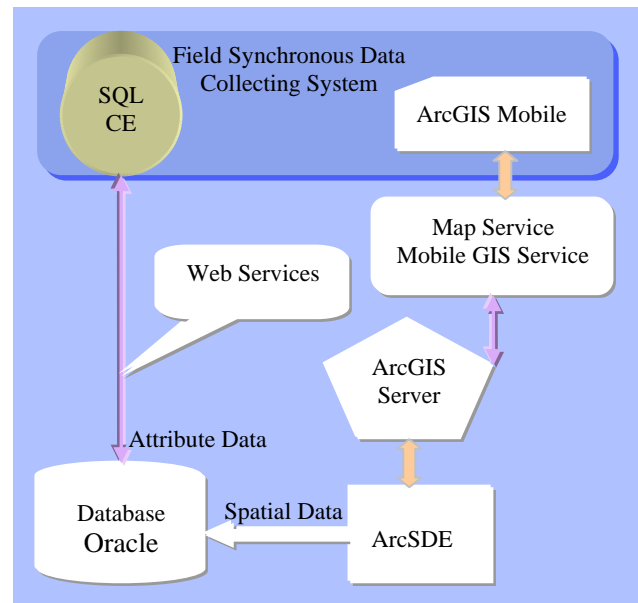 Field Synchronous Data
Collecting System
SQL
CE
ArcGIS Mobile
Map Service
Mobile GIS Service
Web Services
ArcGIS
Server
Attribute Data
Database
Oracle
Spatial Data
ArcSDE